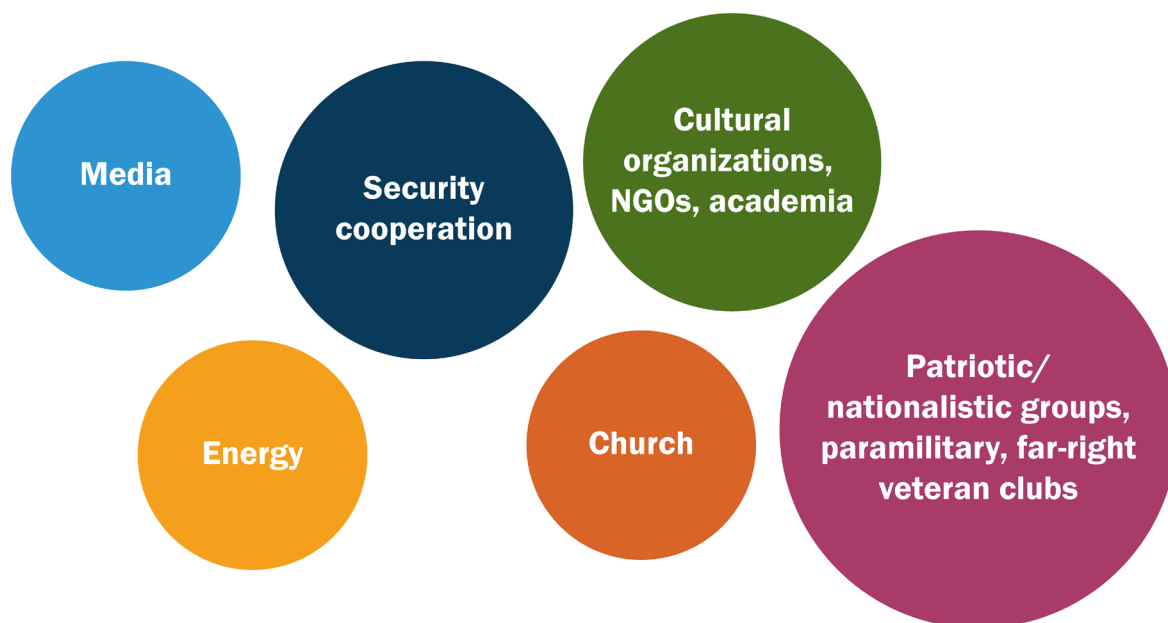 Media
Security
cooperation
Cultural
organizations,
NGOs, academia
Energy
Church
Patriotic/
nationalistic groups,
paramilitary, far-right
veteran clubs